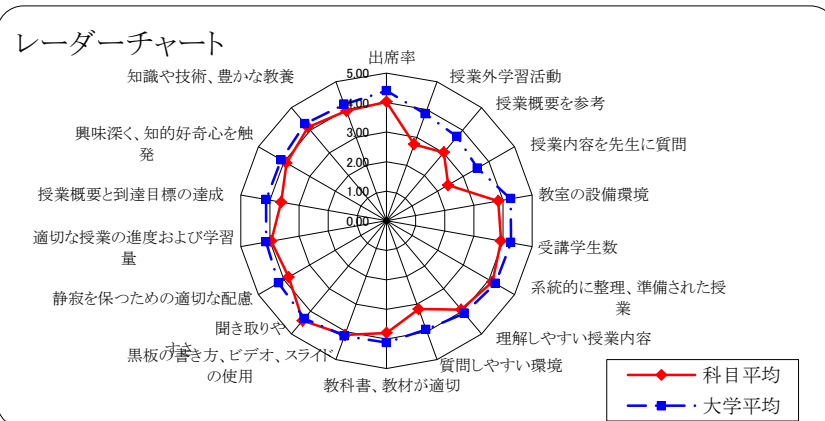 レーダーチャート
出席率
授業外学習活動
授業概要を参考
授業内容を先生に質問
教室の設備環境
受講学生数
系統的に整理、準備された授
業
理解しやすい授業内容
質問しやすい環境
教科書、教材が適切
黒板の書き方、ビデオ、スライド
の使用
聞き取りや
すさ
静寂を保つための適切な配慮
適切な授業の進度および学習
量
授業概要と到達目標の達成
興味深く、知的好奇心を触
発
知識や技術、豊かな教養
5.00
4.00
3.00
2.00
1.00
0.00
科目平均
大学平均